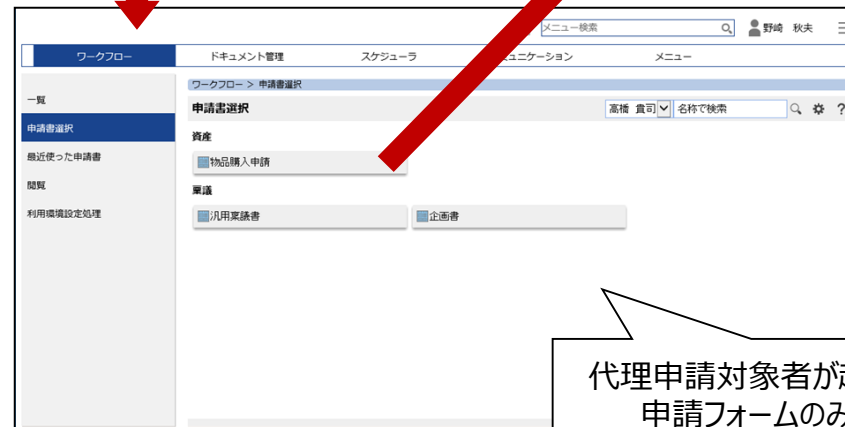 メニュー検索 野崎 秋夫
ワークフロー ドキュメント管理 スケジューラ ュニケーション メニュー
ワークフロー > 申請書選択
一覧
申請書選択 高橋 貴司 名称で検索 ?
申請書選択
資産
最近使った申請書
物品購入申請
閲覧
稟議
利用環境設定処理
汎用稟議書 企画書
代理申請対象者が
申請フォームのみ